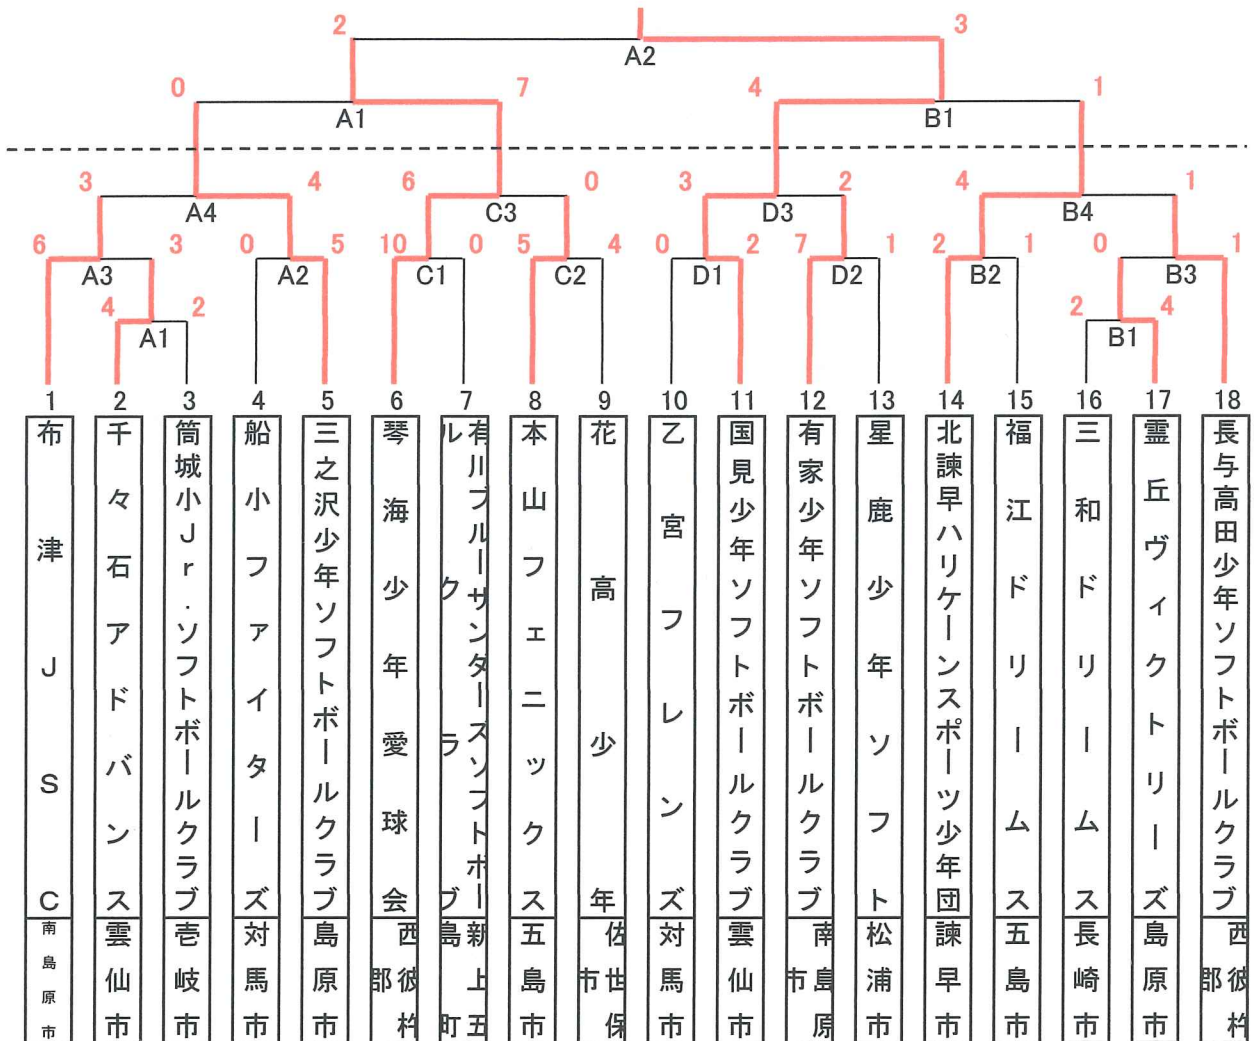 2 3
A2
0 7 4 1
A1 B1
3 4 6 0 3 2 4 1
A4 C3 D3 B4
6 3 0 5 10 0 5 4 0 2 7 1 2 1 0 1
A3 A2 C1 C2 D1 D2 B2 B3
4 2 2 4
A1 B1
1 2 3 4 5 6 7 8 9 10 11 12 13 14 15 16 17 18
布津JSC
千々石アドバンス
筒城小Jr.ソフトボールクラブ
船小ファイターズ
三之沢少年ソフトボールクラブ
琴海少年愛球会
有川ブルーサンダーズソフトボー
ルクラブ
本山フェニックス
花高少年
乙宮フレンズ
国見少年ソフトボールクラブ
有家少年ソフトボールクラブ
星鹿少年ソフト
北諫早ハリケーンスポーツ少年団
福江ドリームス
三和ドリームス
霊丘ヴィクトリーズ
長与高田少年ソフトボールクラブ
南島原市
雲仙市
壱岐市
対馬市
島原市
西彼杵
郡
新上五
島町
五島市
佐世保
市
対馬市
雲仙市
南島原
市
松浦市
諫早市
五島市
長崎市
島原市
西彼杵
郡